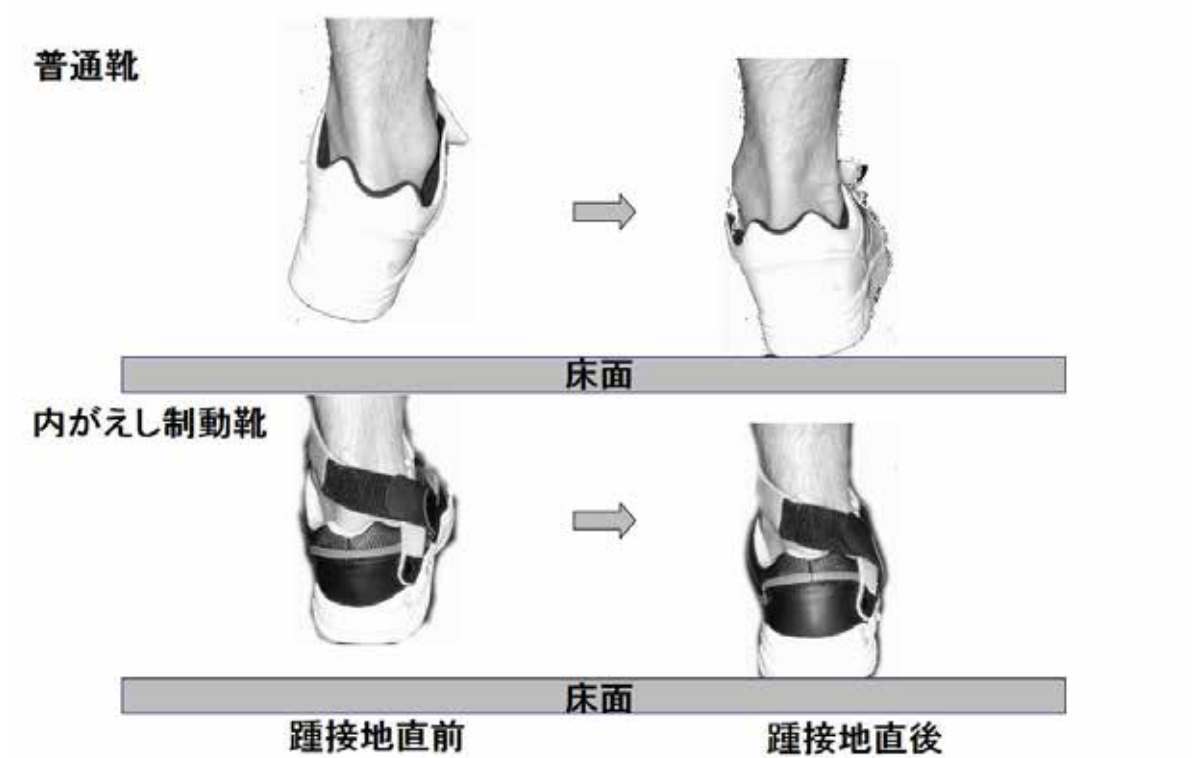 普通靴
床面
内がえし制動靴
床面
踵接地直前
踵接地直後